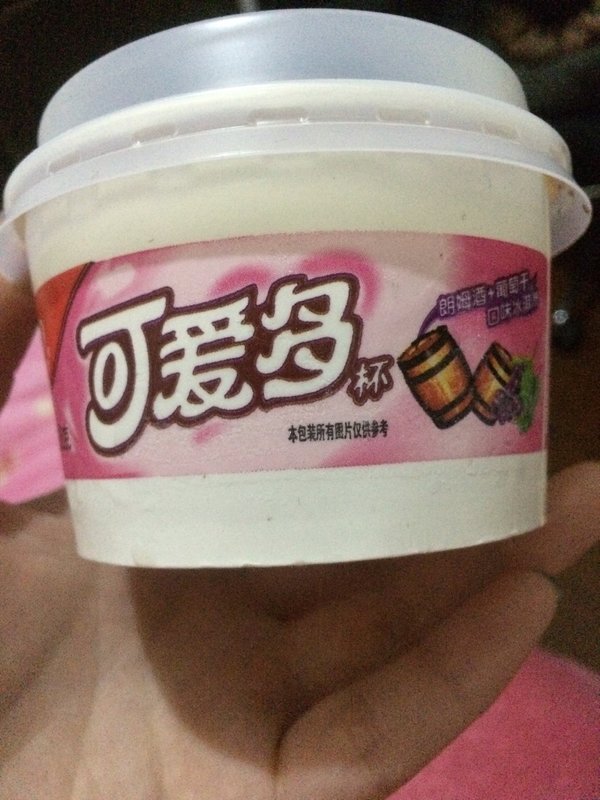 可爱多
杯
朗姆酒+葡萄干
口味冰淇淋
本包装所有图片仅供参考